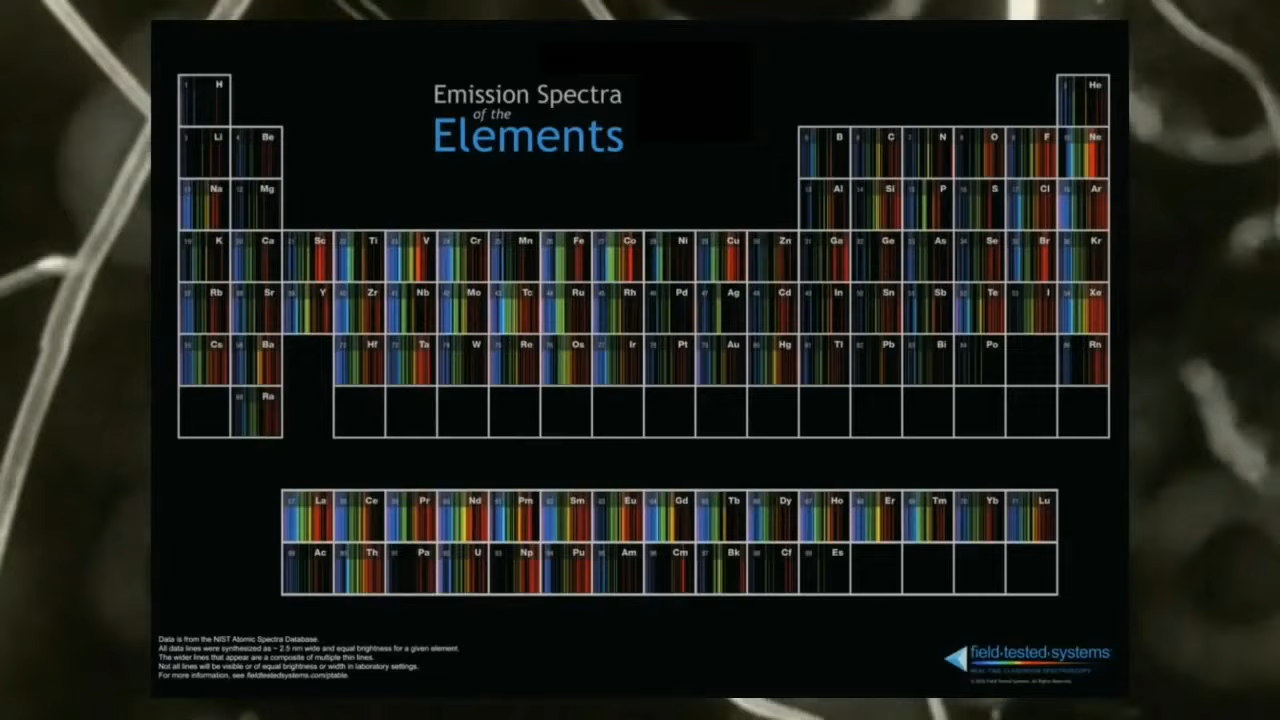 Emission Spectra
of the
Elements
H He
Li Be B C N O F Ne
Na Mg Al Si P S Cl Ar
K Ca Sc Ti V Cr Mn Fe Co Ni Cu Zn Ga Ge As Se Br Kr
Rb Sr Y Zr Nb Mo Tc Ru Rh Pd Ag Cd In Sn Sb Te I Xe
Cs Ba Hf Ta W Re Os Ir Pt Au Hg Tl Pb Bi Po Rn
Ra
La Ce Pr Nd Pm Sm Eu Gd Tb Dy Ho Er Tm Yb Lu
Ac Th Pa U Np Pu Am Cm Bk Cf Es
Data is from the NIST Atomic Spectra Database.
All data lines were synthesized as ~ 2.5 nm wide and equal brightness for a given element.
The wider lines that appear are a composite of multiple thin lines.
Not all lines will be visible or of equal brightness or width in laboratory settings.
For more information, see fieldtestedsystems.com/ptable.
field·tested·systems